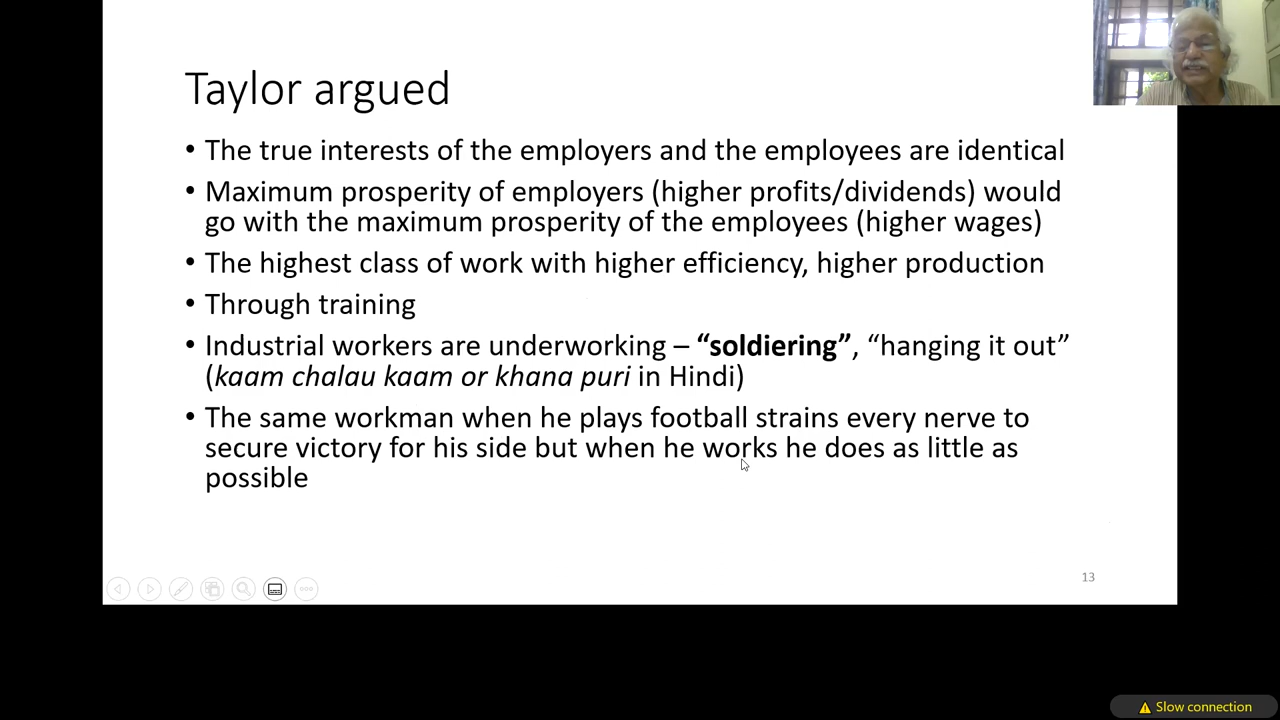 Taylor argued
• The true interests of the employers and the employees are identical
• Maximum prosperity of employers (higher profits/dividends) would
go with the maximum prosperity of the employees (higher wages)
• The highest class of work with higher efficiency, higher production
• Through training
• Industrial workers are underworking – “soldiering”, “hanging it out”
(kaam chalau kaam or khana puri in Hindi)
• The same workman when he plays football strains every nerve to
secure victory for his side but when he works he does as little as
possible
13
Slow connection